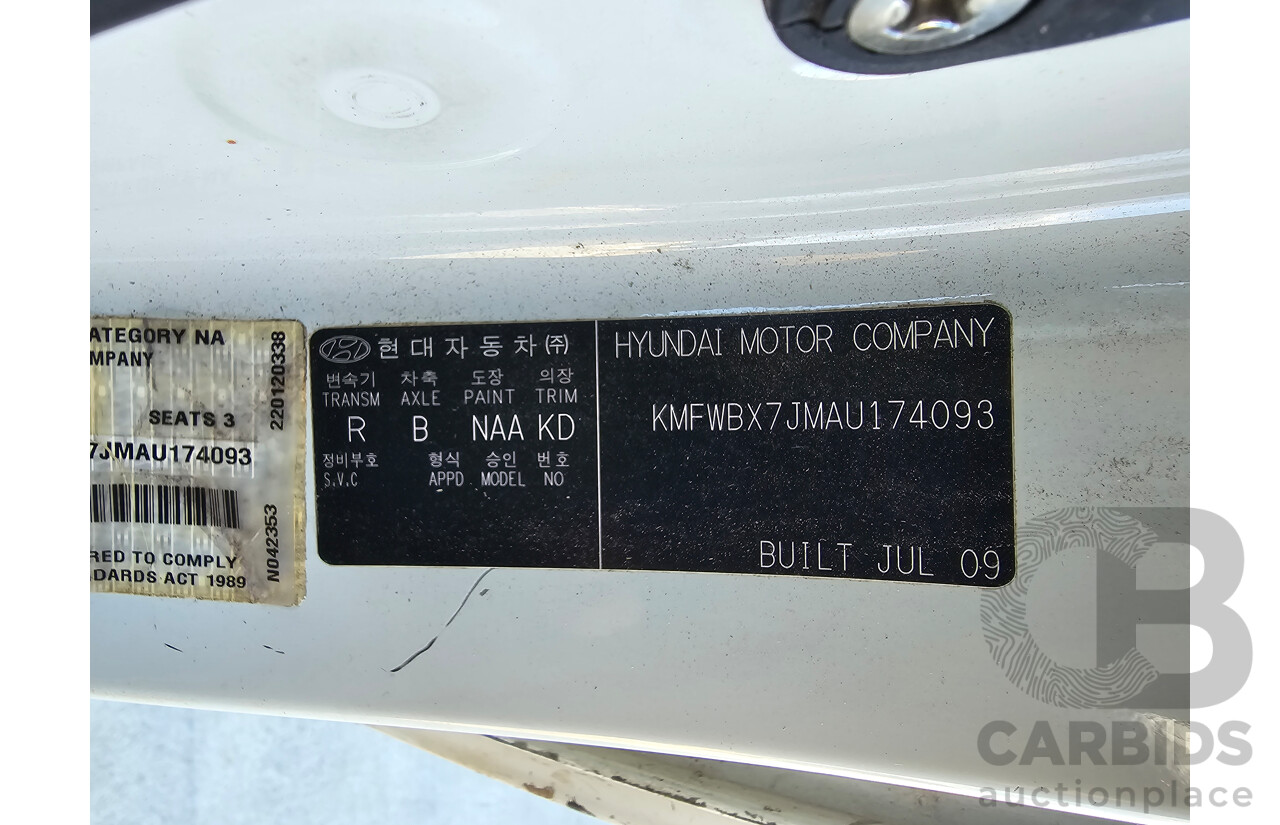 ATEGORY NA
MPANY
SEATS 3
7JMAU174093
RED TO COMPLY
DARDS ACT 1989
220120338
N042353
현대자동차(주)
변속기 차축 도장 의장
TRANSM AXLE PAINT TRIM
R B NAA KD
정비부호 형식 승인 번호
S.V.C APPD MODEL NO
HYUNDAI MOTOR COMPANY
KMFWBX7JMAU174093
BUILT JUL 09
CARBIDS
auctionplace